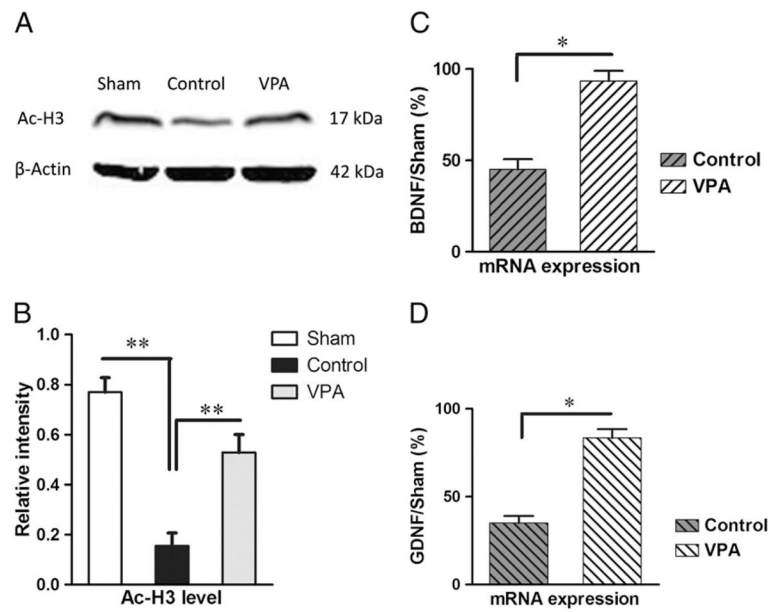 A
Sham Control VPA
Ac-H3 17 kDa
β-Actin 42 kDa
B
Relative intensity
1.0
0.8
0.6
0.4
0.2
0.0
**
**
Sham
Control
VPA
Ac-H3 level
C
BDNF/Sham (%)
100
50
0
*
Control
VPA
mRNA expression
D
GDNF/Sham (%)
100
50
0
*
Control
VPA
mRNA expression